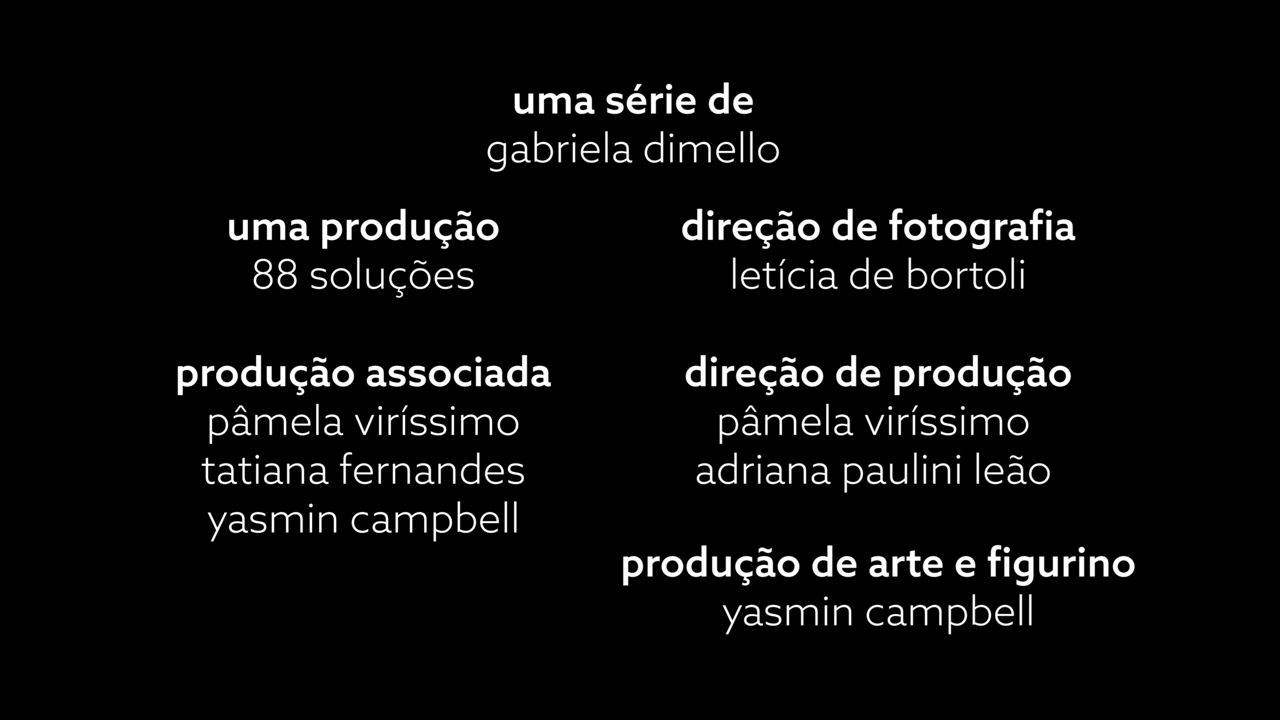 uma série de
gabriela dimello
uma produção
88 soluções
produção associada
pâmela viríssimo
tatiana fernandes
yasmin campbell
direção de fotografia
letícia de bortoli
direção de produção
pâmela viríssimo
adriana paulini leão
produção de arte e figurino
yasmin campbell